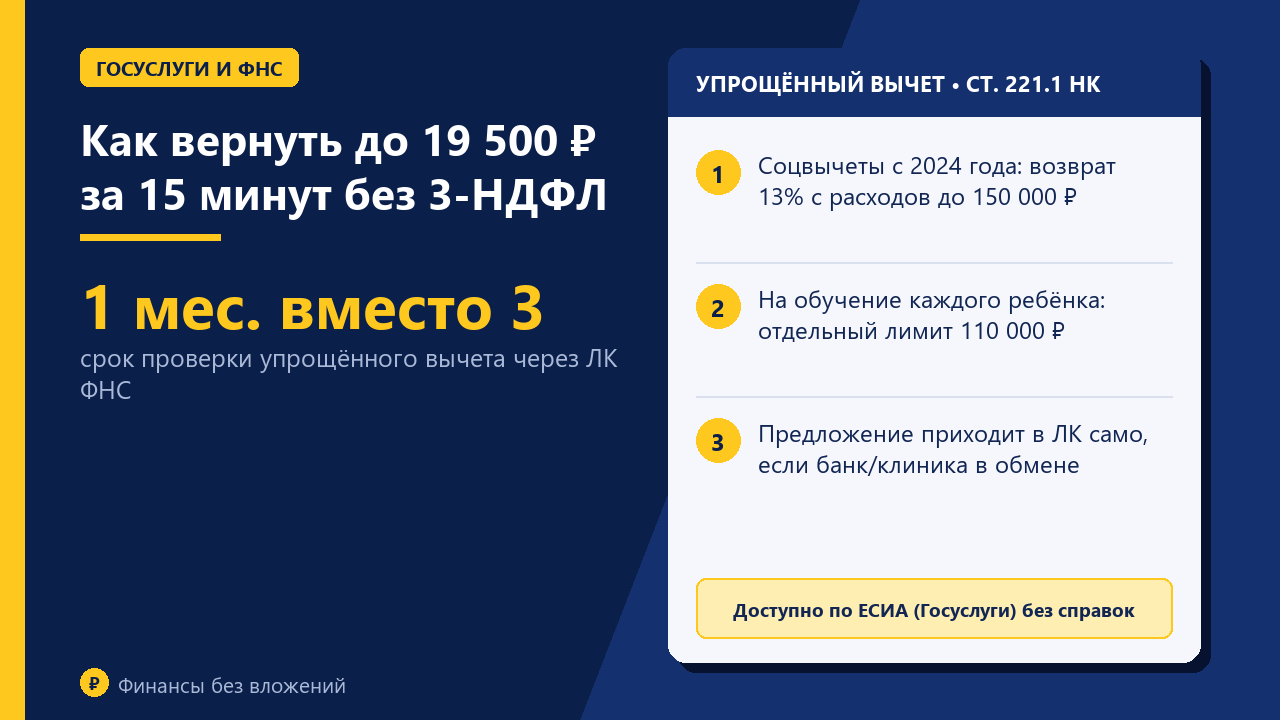 ГОСУСЛУГИ И ФНС
Как вернуть до 19 500 ₽
за 15 минут без 3-НДФЛ
1 мес. вместо 3
срок проверки упрощённого вычета через ЛК
ФНС
УПРОЩЁННЫЙ ВЫЧЕТ • СТ. 221.1 НК
1
Соцвычеты с 2024 года: возврат
13% с расходов до 150 000 ₽
2
На обучение каждого ребёнка:
отдельный лимит 110 000 ₽
3
Предложение приходит в ЛК само,
если банк/клиника в обмене
Доступно по ЕСИА (Госуслуги) без справок
₽ Финансы без вложений